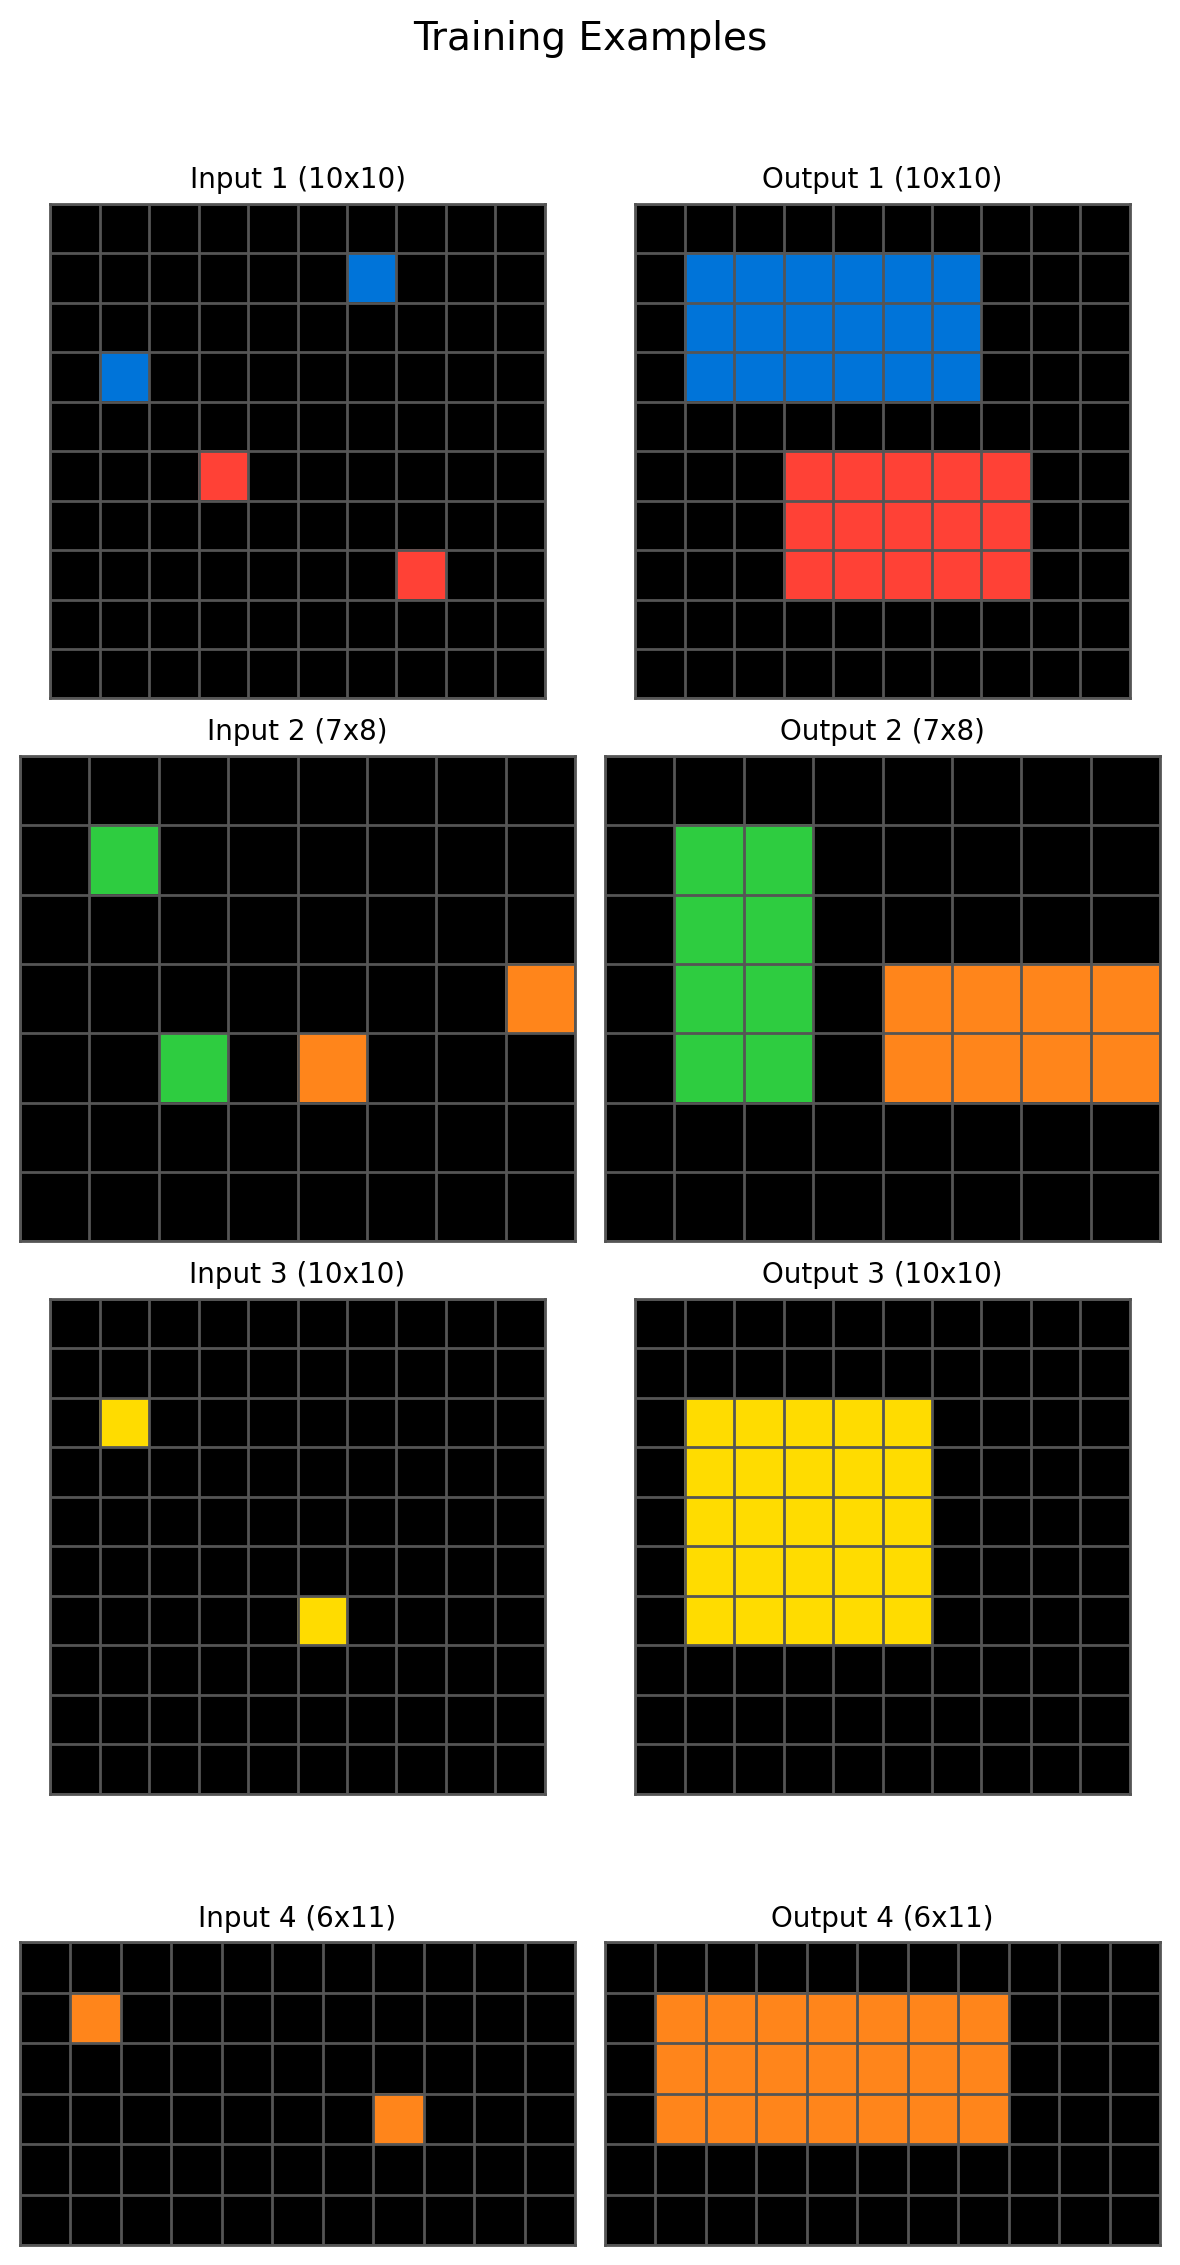 Training Examples
Input 1 (10x10)
Output 1 (10x10)
Input 2 (7x8)
Output 2 (7x8)
Input 3 (10x10)
Output 3 (10x10)
Input 4 (6x11)
Output 4 (6x11)